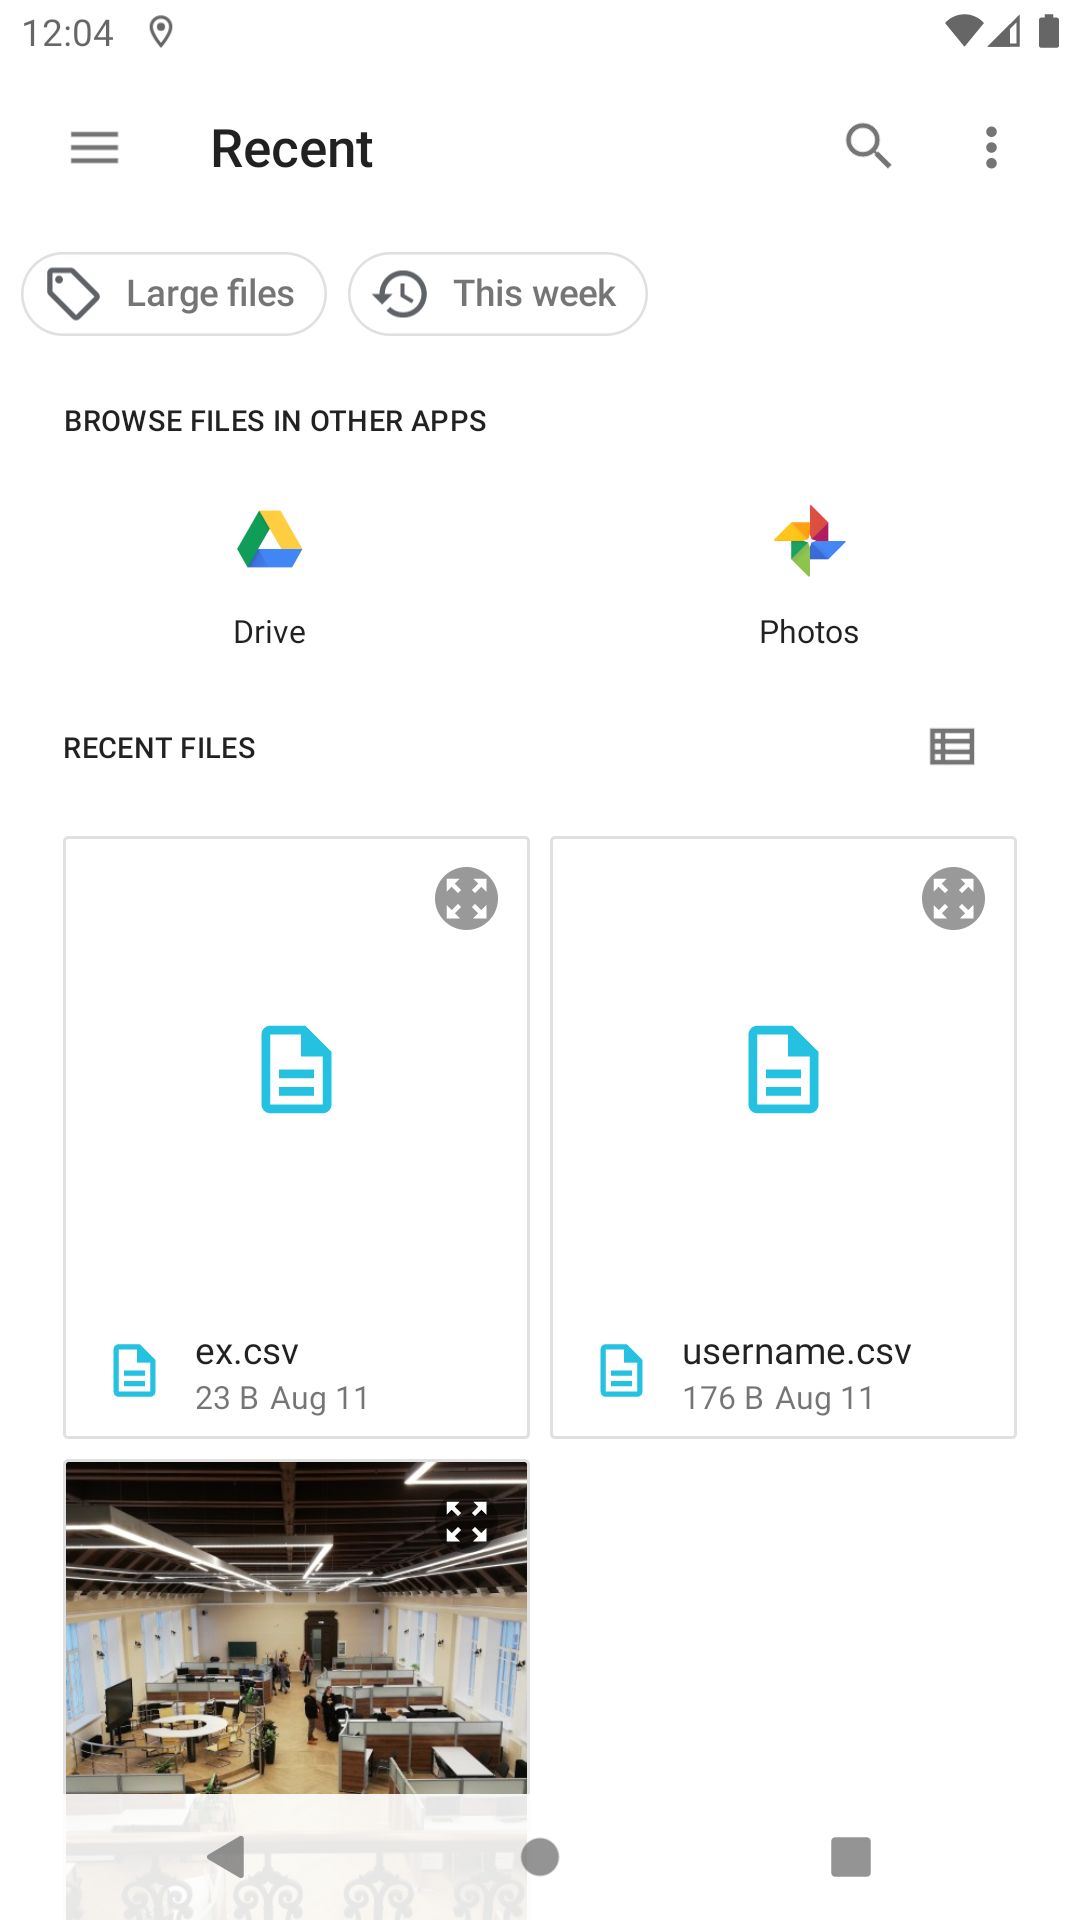 12:04
Recent
Large files
This week
BROWSE FILES IN OTHER APPS
Drive
Photos
RECENT FILES
ex.csv
23 B Aug 11
username.csv
176 B Aug 11